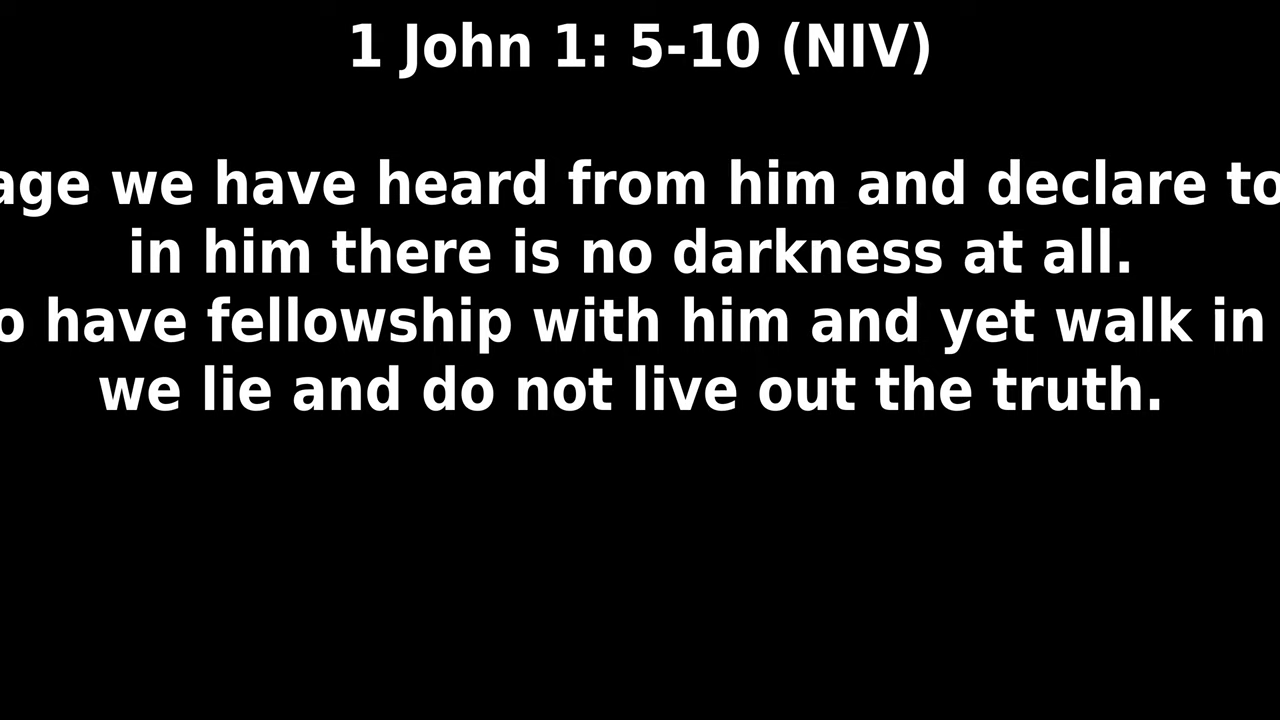 1 John 1: 5-10 (NIV)
age we have heard from him and declare to
in him there is no darkness at all.
o have fellowship with him and yet walk in
we lie and do not live out the truth.